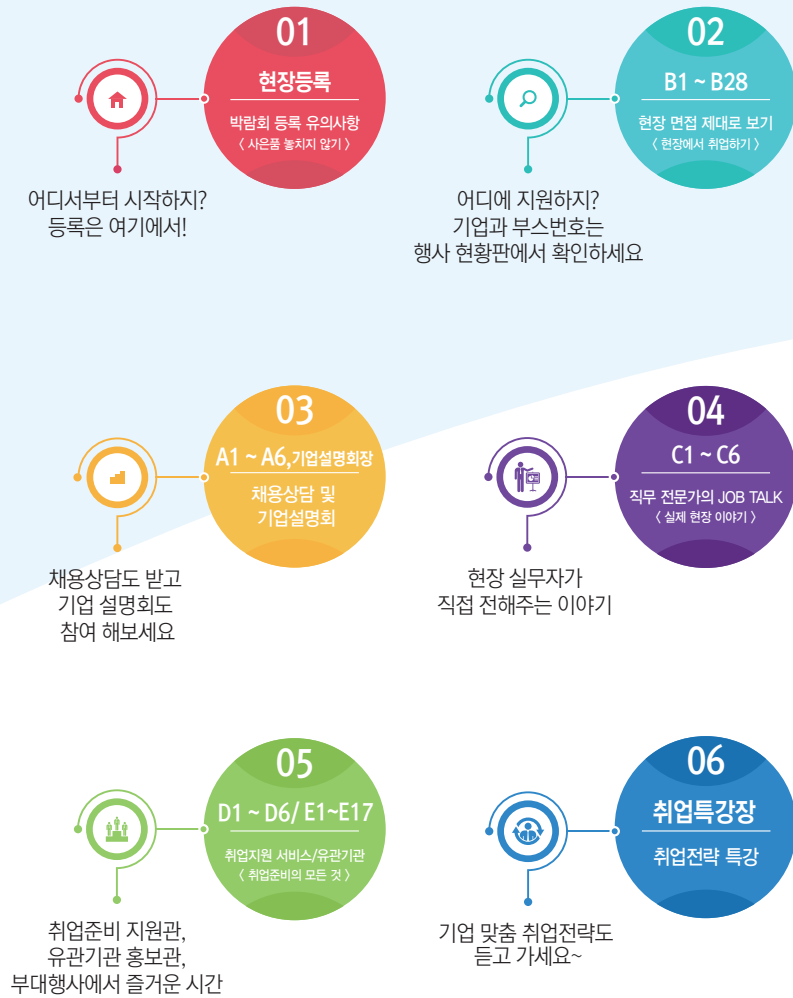 01
현장등록
박람회 등록 유의사항
〈 사은품 놓치지 않기 〉
어디서부터 시작하지?
등록은 여기에서!
02
B1 ~ B28
현장 면접 제대로 보기
〈 현장에서 취업하기 〉
어디에 지원하지?
기업과 부스번호는
행사 현황판에서 확인하세요
03
A1 ~ A6,기업설명회장
채용상담 및
기업설명회
채용상담도 받고
기업 설명회도
참여 해보세요
04
C1 ~ C6
직무 전문가의 JOB TALK
〈 실제 현장 이야기 〉
현장 실무자가
직접 전해주는 이야기
05
D1 ~ D6/ E1~E17
취업지원 서비스/유관기관
〈 취업준비의 모든 것 〉
취업준비 지원관,
유관기관 홍보관,
부대행사에서 즐거운 시간
06
취업특강장
취업전략 특강
기업 맞춤 취업전략도
듣고 가세요~